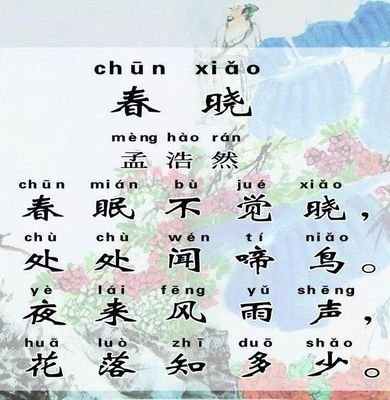 chūn xiǎo
春 晓
mèng hào rán
孟 浩 然
chūn mián bù jué xiǎo
春 眠 不 觉 晓，
chù chù wén tí niǎo
处 处 闻 啼 鸟。
yè lái fēng yǔ shēng
夜 来 风 雨 声，
huā luò zhī duō shǎo
花 落 知 多 少。